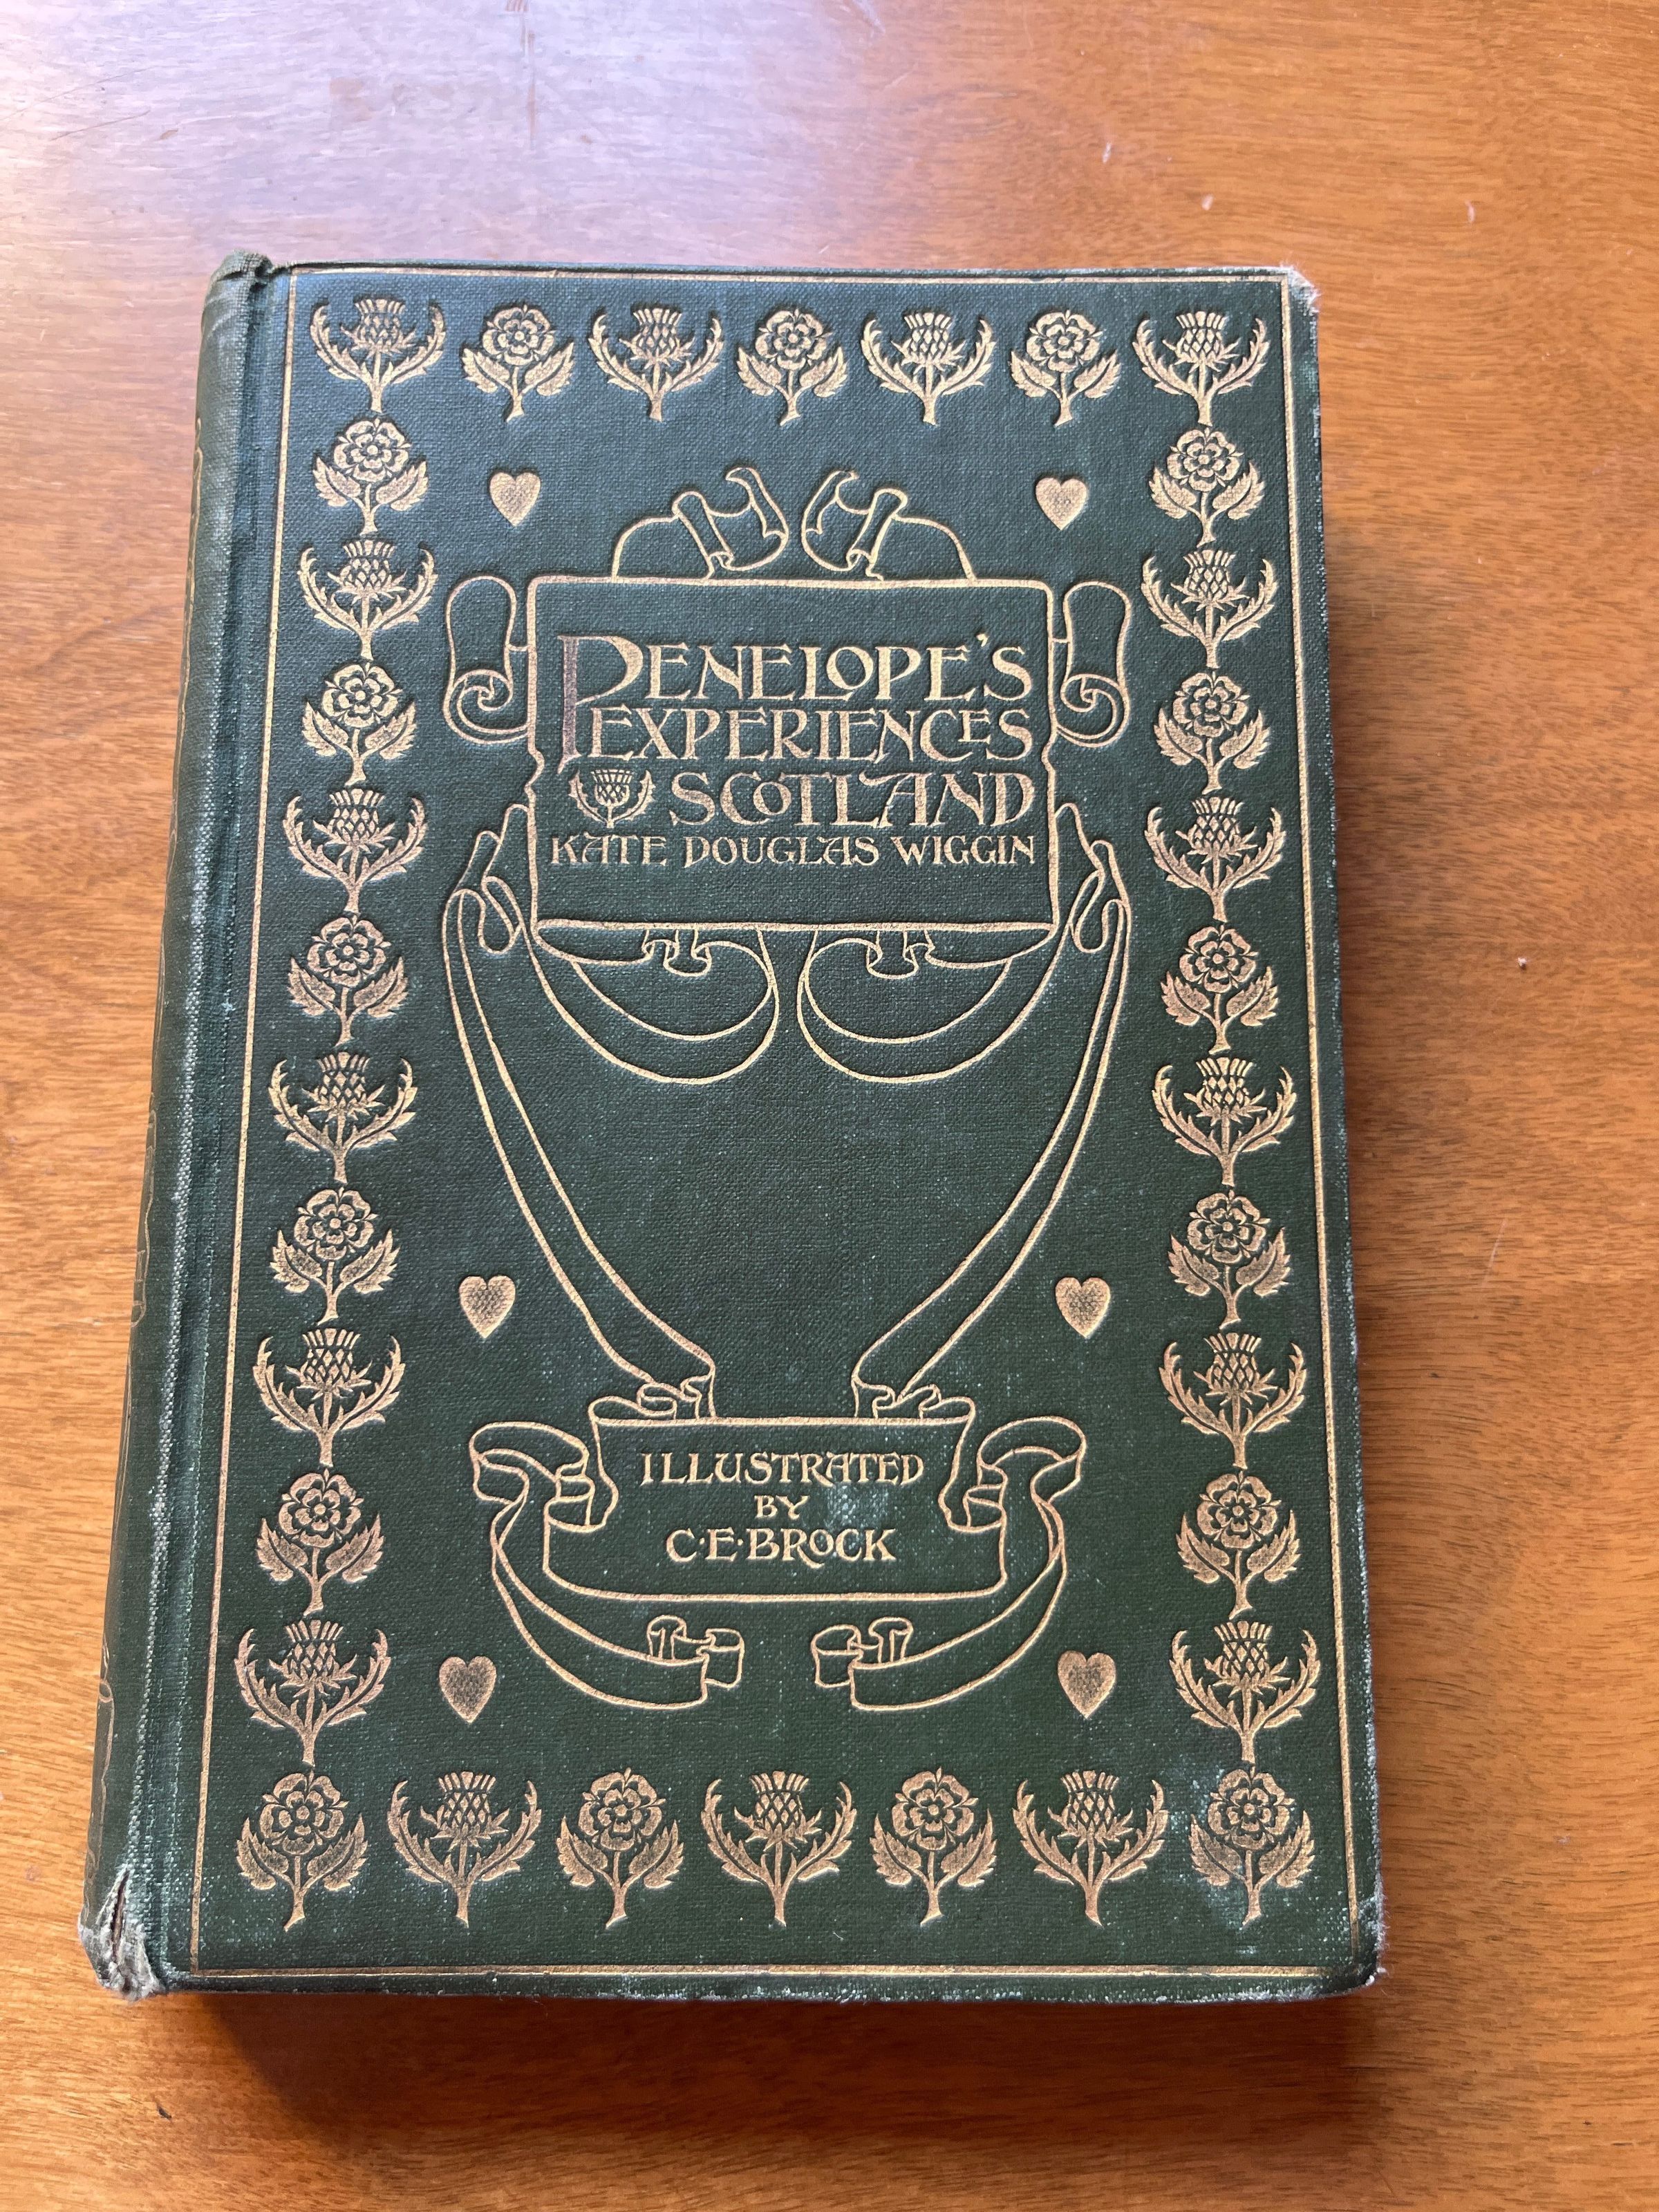 PENELOPE'S
EXPERIENCES
SCOTLAND
KATE DOUGLAS WIGGIN
ILLUSTRATED
BY
C·E·BROCK